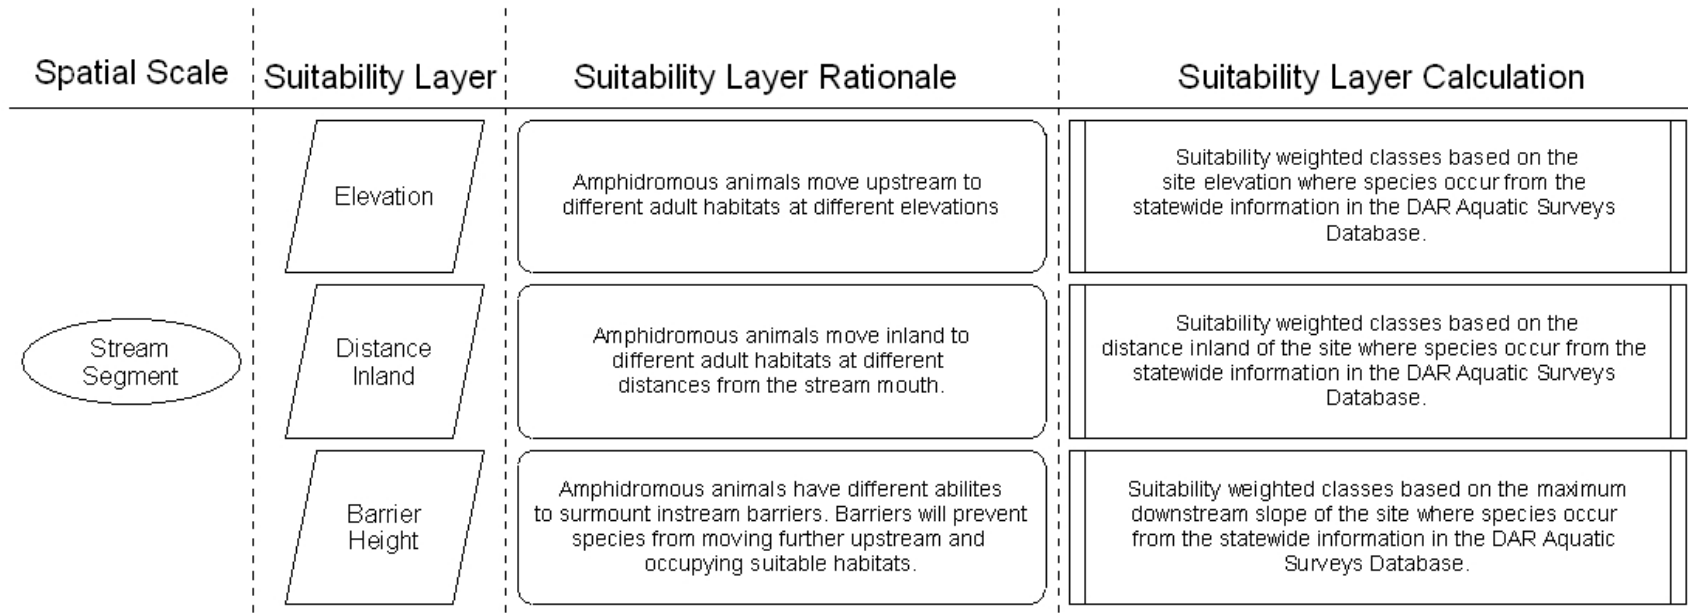 Spatial Scale
Suitability Layer
Suitability Layer Rationale
Suitability Layer Calculation
Stream
Segment
Elevation
Amphidromous animals move upstream to
different adult habitats at different elevations
Suitability weighted classes based on the
site elevation where species occur from the
statewide information in the DAR Aquatic Surveys
Database.
Distance
Inland
Amphidromous animals move inland to
different adult habitats at different
distances from the stream mouth.
Suitability weighted classes based on the
distance inland of the site where species occur from the
statewide information in the DAR Aquatic Surveys
Database.
Barrier
Height
Amphidromous animals have different abilites
to surmount instream barriers. Barriers will prevent
species from moving further upstream and
occupying suitable habitats.
Suitability weighted classes based on the maximum
downstream slope of the site where species occur
from the statewide information in the DAR Aquatic
Surveys Database.